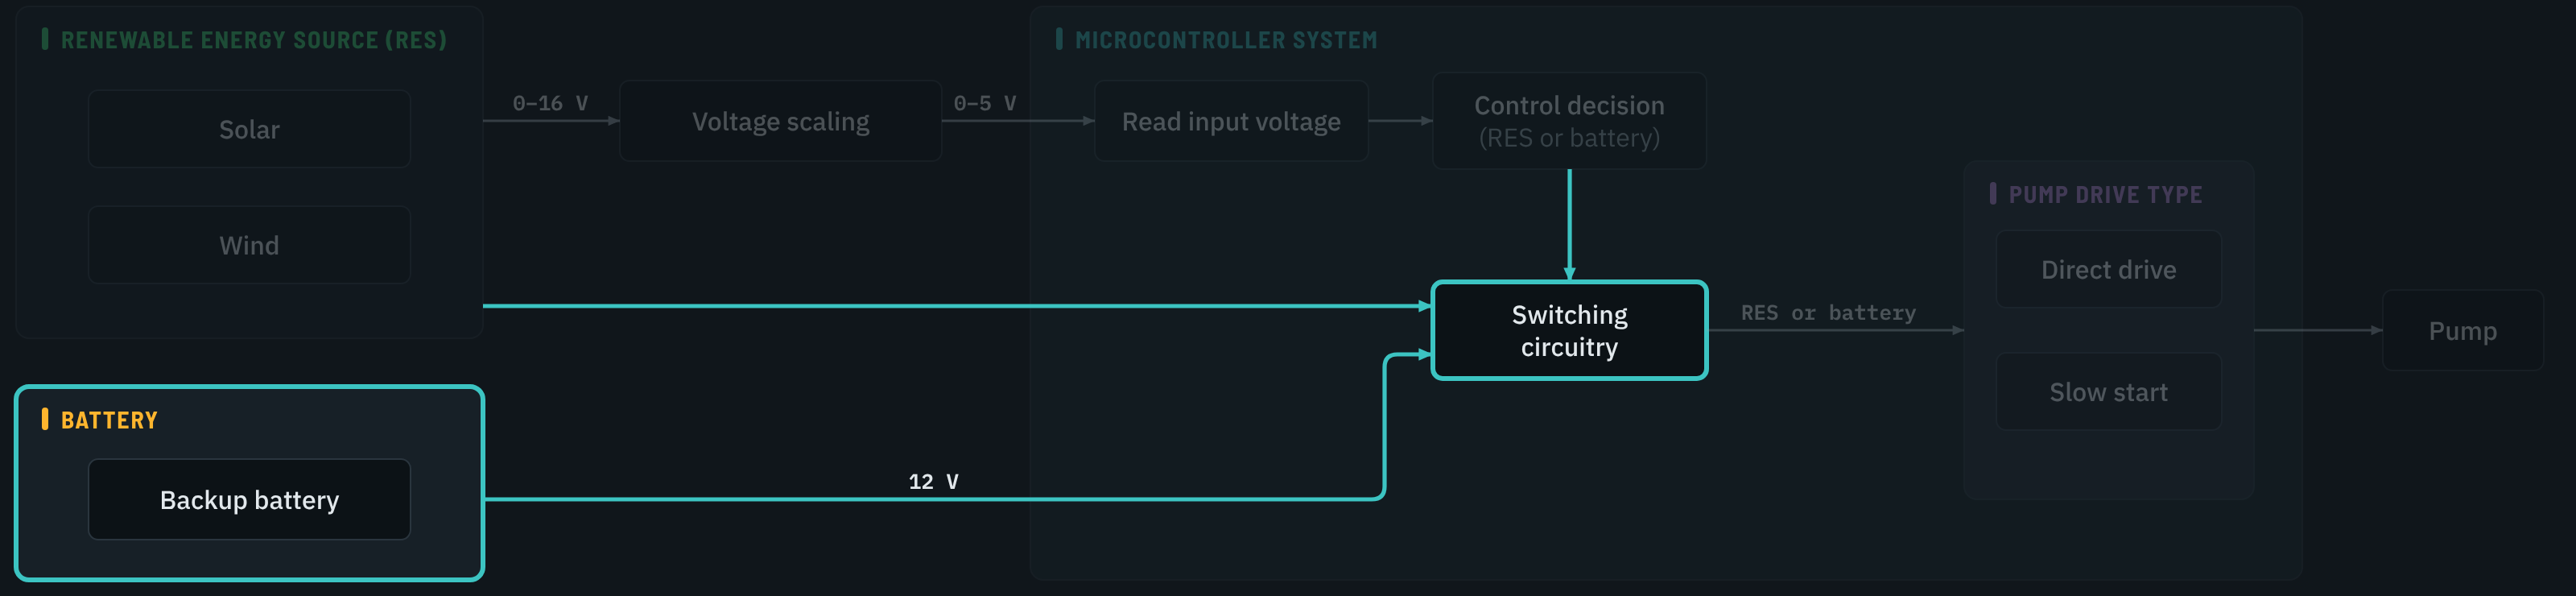 RENEWABLE ENERGY SOURCE (RES)
Solar
Wind
0–16 V
Voltage scaling
0–5 V
MICROCONTROLLER SYSTEM
Read input voltage
Control decision
(RES or battery)
Switching
circuitry
RES or battery
PUMP DRIVE TYPE
Direct drive
Slow start
Pump
BATTERY
Backup battery
12 V